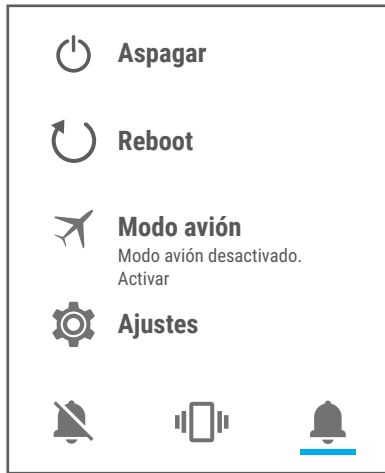 Aspagar
Reboot
Modo avión
Modo avión desactivado.
Activar
Ajustes